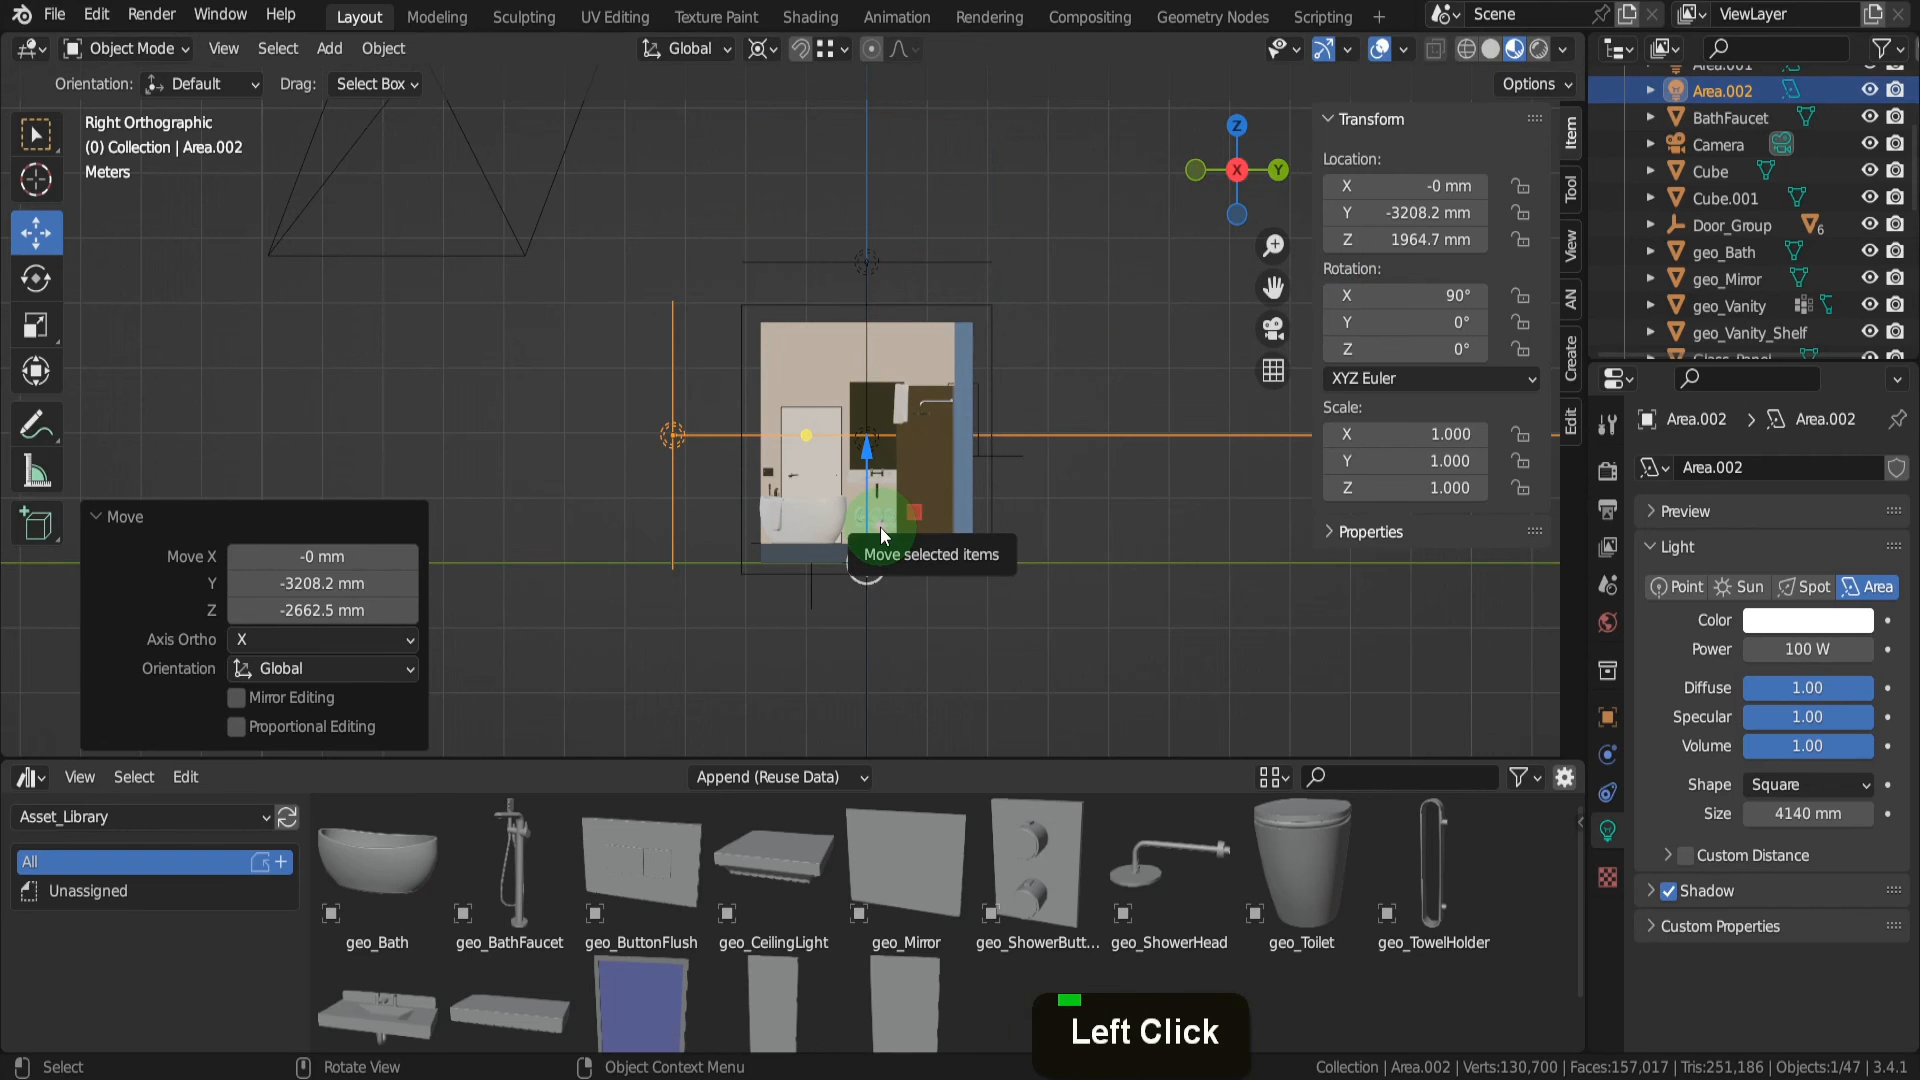 File Edit Render Window Help Layout Modeling Sculpting UV Editing Texture Paint Shading Animation Rendering Compositing Geometry Nodes Scripting + Scene ViewLayer
Object Mode View Select Add Object Global
Orientation: Default Drag: Select Box Options
Right Orthographic
(0) Collection | Area.002
Meters
Z
X
Y
Transform
Location:
X -0 mm
Y -3208.2 mm
Z 1964.7 mm
Rotation:
X 90°
Y 0°
Z 0°
XYZ Euler
Scale:
X 1.000
Y 1.000
Z 1.000
Properties
Item
Tool
View
AN
Create
Edit
Area.001
Area.002
BathFaucet
Camera
Cube
Cube.001
Door_Group 6
geo_Bath
geo_Mirror
geo_Vanity
geo_Vanity_Shelf
Glass_Panel
Area.002 > Area.002
Area.002
Preview
Light
Point Sun Spot Area
Color
Power 100 W
Diffuse 1.00
Specular 1.00
Volume 1.00
Shape Square
Size 4140 mm
Custom Distance
Shadow
Custom Properties
Move
Move X -0 mm
Y -3208.2 mm
Z -2662.5 mm
Axis Ortho X
Orientation Global
Mirror Editing
Proportional Editing
Move selected items
View Select Edit Append (Reuse Data)
Asset_Library
All
Unassigned
geo_Bath geo_BathFaucet geo_ButtonFlush geo_CeilingLight geo_Mirror geo_ShowerButt... geo_ShowerHead geo_Toilet geo_TowelHolder
Left Click
Select Rotate View Object Context Menu Collection | Area.002 | Verts:130,700 | Faces:157,017 | Tris:251,186 | Objects:1/47 | 3.4.1